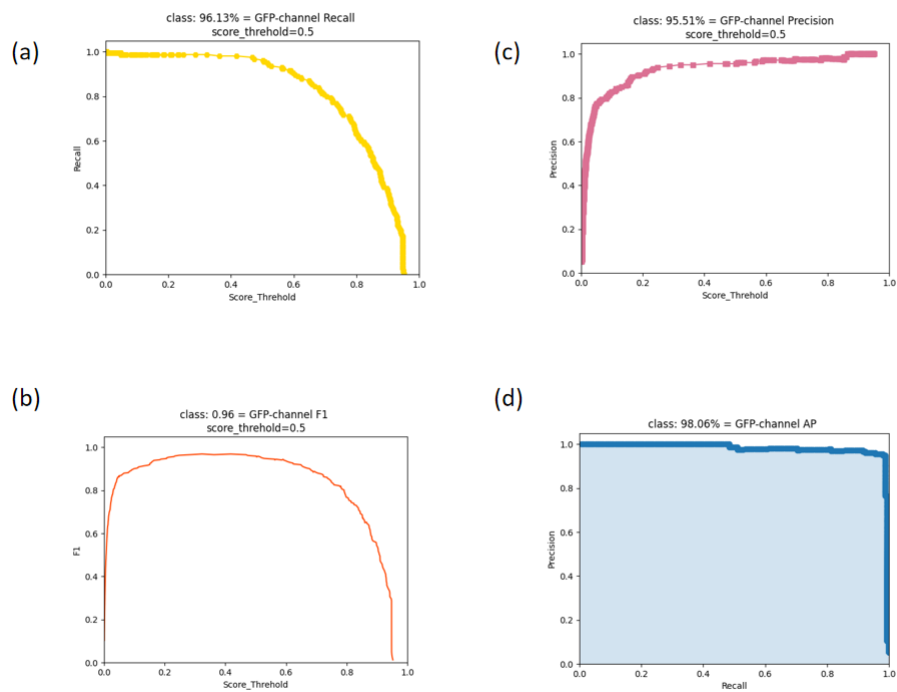 (a)
class: 96.13% = GFP-channel Recall
score_threhold=0.5
1.0
0.8
0.6
0.4
0.2
0.0
Recall
0.0 0.2 0.4 0.6 0.8 1.0
Score_Threhold
(c)
class: 95.51% = GFP-channel Precision
score_threhold=0.5
1.0
0.8
0.6
0.4
0.2
0.0
Precision
0.0 0.2 0.4 0.6 0.8 1.0
Score_Threhold
(b)
class: 0.96 = GFP-channel F1
score_threhold=0.5
1.0
0.8
0.6
0.4
0.2
0.0
F1
0.0 0.2 0.4 0.6 0.8 1.0
Score_Threhold
(d)
class: 98.06% = GFP-channel AP
1.0
0.8
0.6
0.4
0.2
0.0
Precision
0.0 0.2 0.4 0.6 0.8 1.0
Recall